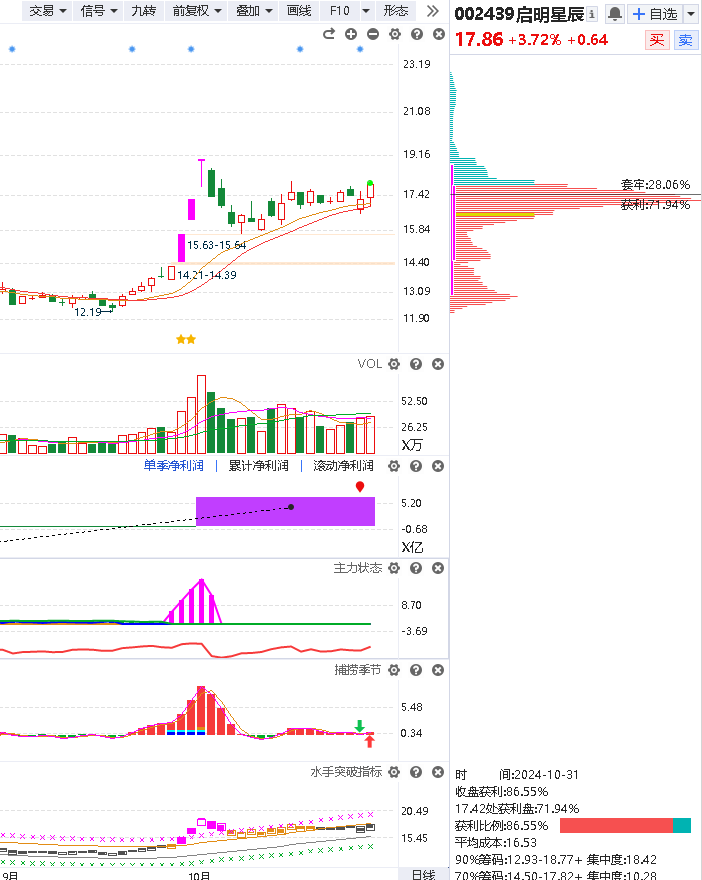 交易 信号 九转 前复权 叠加 画线 F10 形态
002439启明星辰 i 自选
17.86 +3.72% +0.64 买 卖
23.19
21.08
19.16
17.42
15.84
14.40
13.09
11.90
15.63-15.64
14.21-14.39
12.19
套牢:28.06%
获利:71.94%
VOL
52.50
26.25
X万
单季净利润 | 累计净利润 | 滚动净利润
5.20
-0.68
X亿
主力状态
8.70
-3.69
捕捞季节
5.48
0.34
水手突破指标
20.49
15.45
9月 10月 日线
时 间:2024-10-31
收盘获利:86.55%
17.42处获利盘:71.94%
获利比例:86.55%
平均成本:16.53
90%筹码:12.93-18.77+ 集中度:18.42
70%筹码:14.50-17.82+ 集中度:10.28